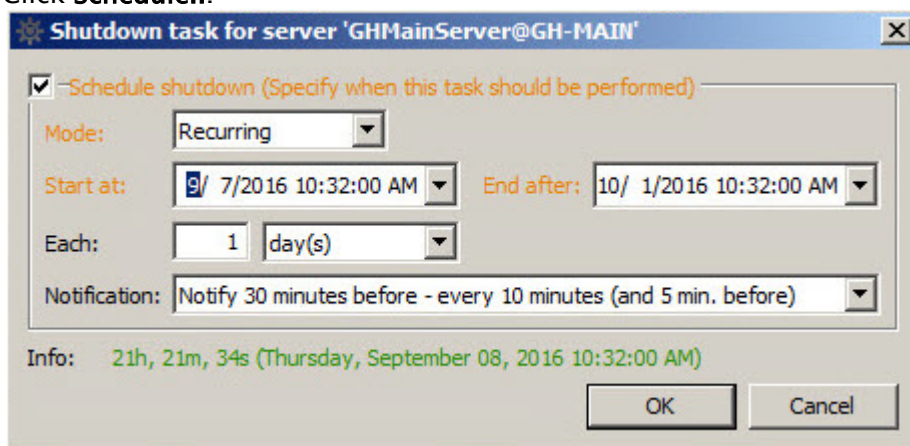 Click Schedulen.
Shutdown task for server 'GHMainServer@GH-MAIN'
Schedule shutdown (Specify when this task should be performed)
Mode: Recurring
Start at: 9/ 7/2016 10:32:00 AM End after: 10/ 1/2016 10:32:00 AM
Each: 1 day(s)
Notification: Notify 30 minutes before - every 10 minutes (and 5 min. before)
Info: 21h, 21m, 34s (Thursday, September 08, 2016 10:32:00 AM)
OK Cancel